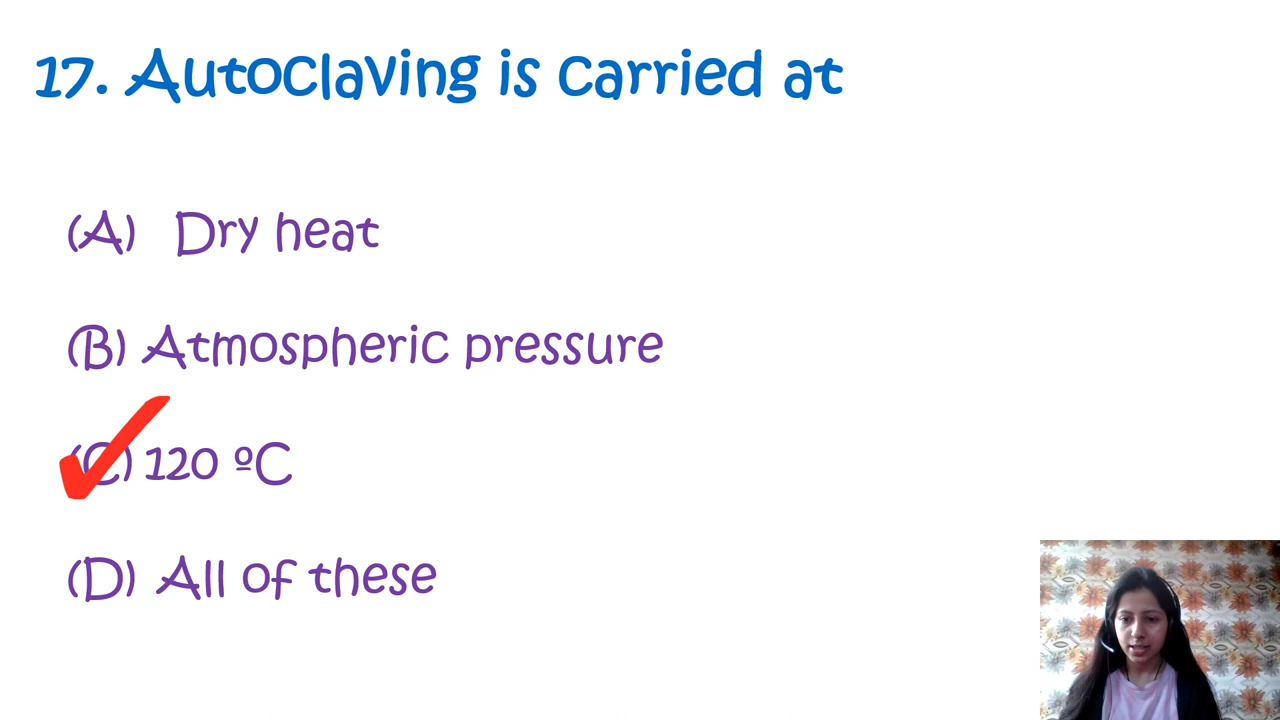 17. Autoclaving is carried at
(A) Dry heat
(B) Atmospheric pressure
(C) 120 ºC
(D) All of these